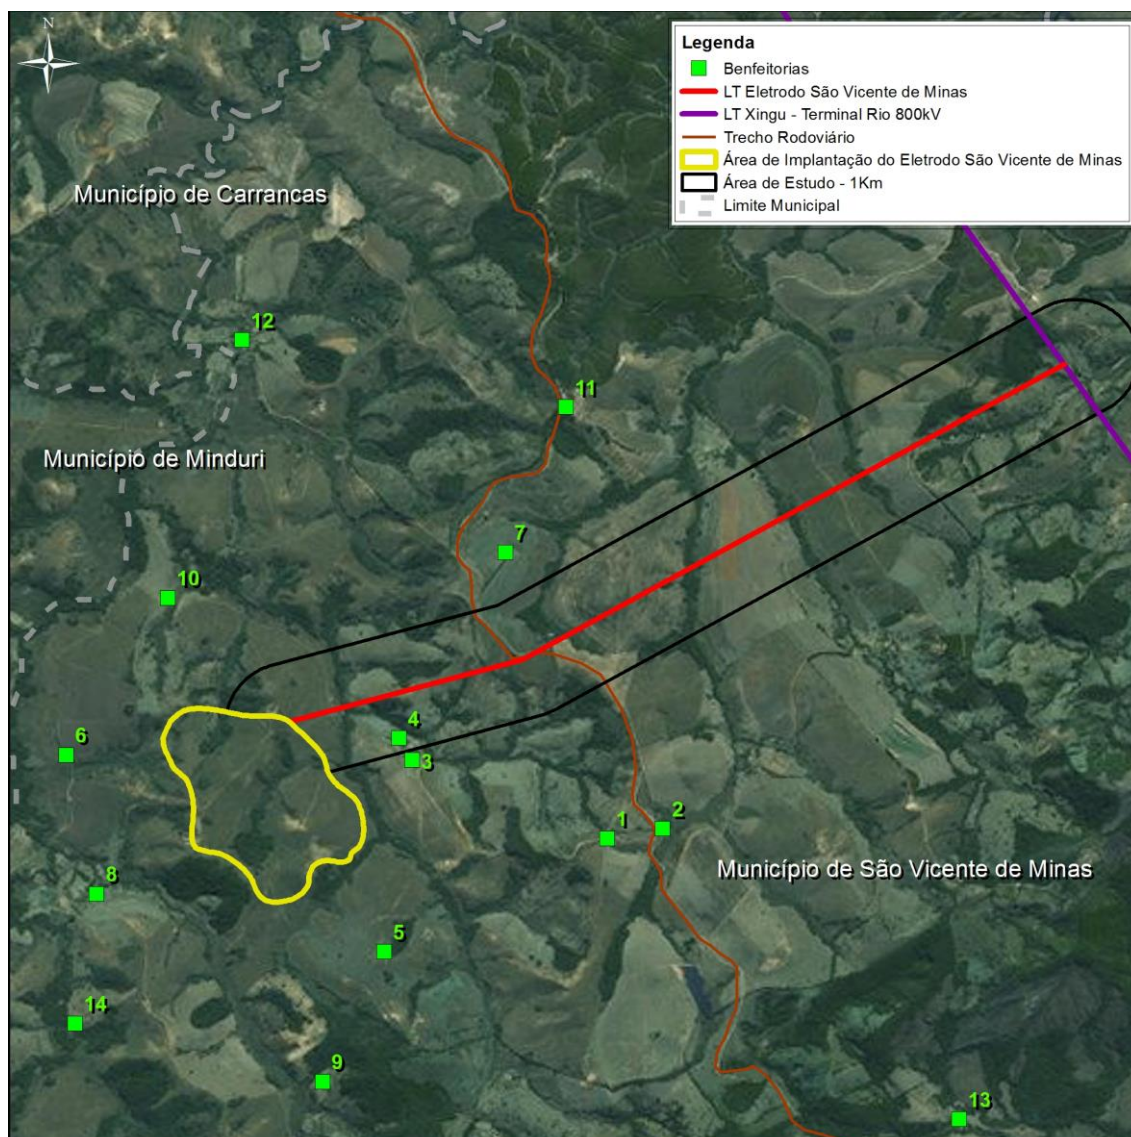 N
Legenda
Benfeitorias
LT Eletrodo São Vicente de Minas
LT Xingu - Terminal Rio 800kV
Trecho Rodoviário
Área de Implantação do Eletrodo São Vicente de Minas
Área de Estudo - 1Km
Limite Municipal
Município de Carrancas
12
11
Município de Minduri
7
10
4
6
3
2
1
Município de São Vicente de Minas
8
5
14
9
13